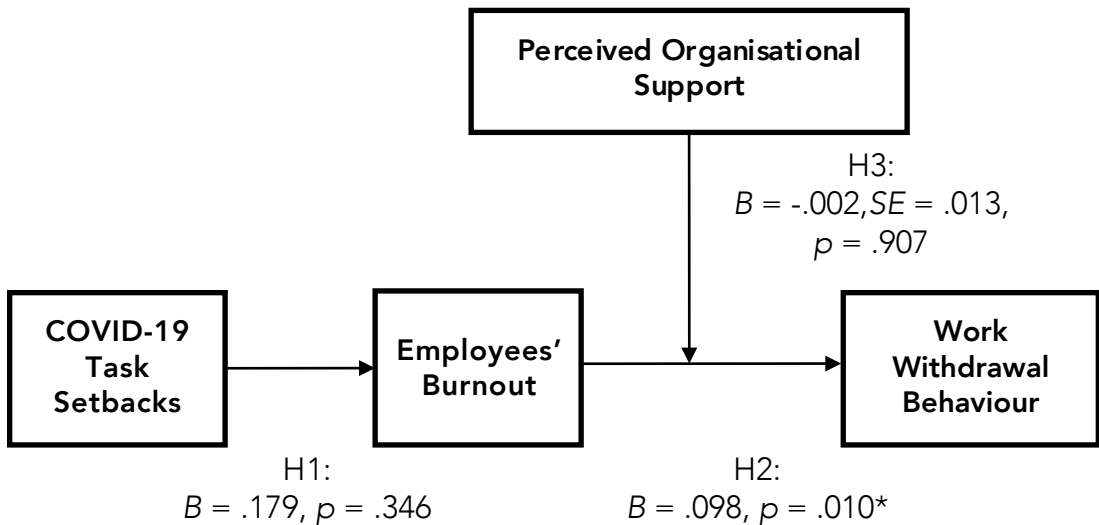 Perceived Organisational
Support
H3:
B = -.002,SE = .013,
p = .907
COVID-19
Task
Setbacks
Employees’
Burnout
Work
Withdrawal
Behaviour
H1:
B = .179, p = .346
H2:
B = .098, p = .010*